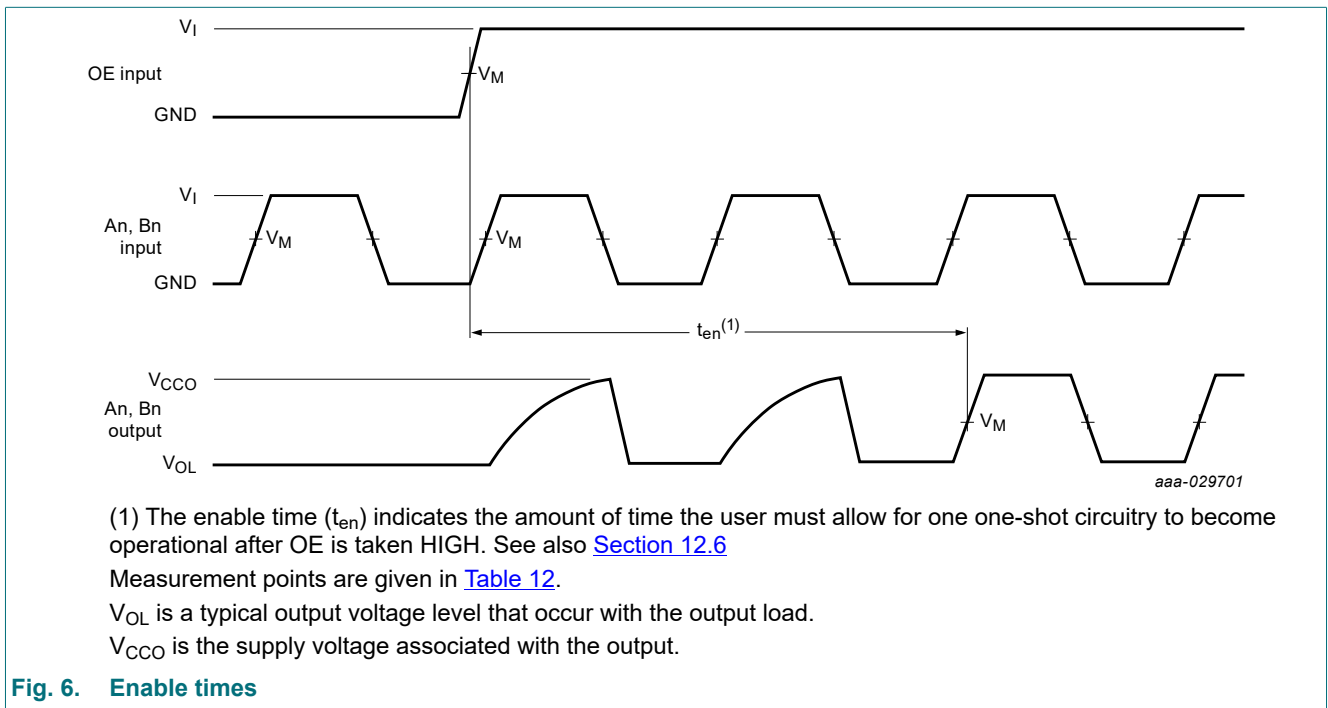 VI
OE input
VM
GND
VI
An, Bn
input
VM
VM
GND
ten(1)
VCCO
An, Bn
output
VM
VOL
aaa-029701
(1) The enable time (ten) indicates the amount of time the user must allow for one one-shot circuitry to become
operational after OE is taken HIGH. See also Section 12.6
Measurement points are given in Table 12.
VOL is a typical output voltage level that occur with the output load.
VCCO is the supply voltage associated with the output.
Fig. 6. Enable times